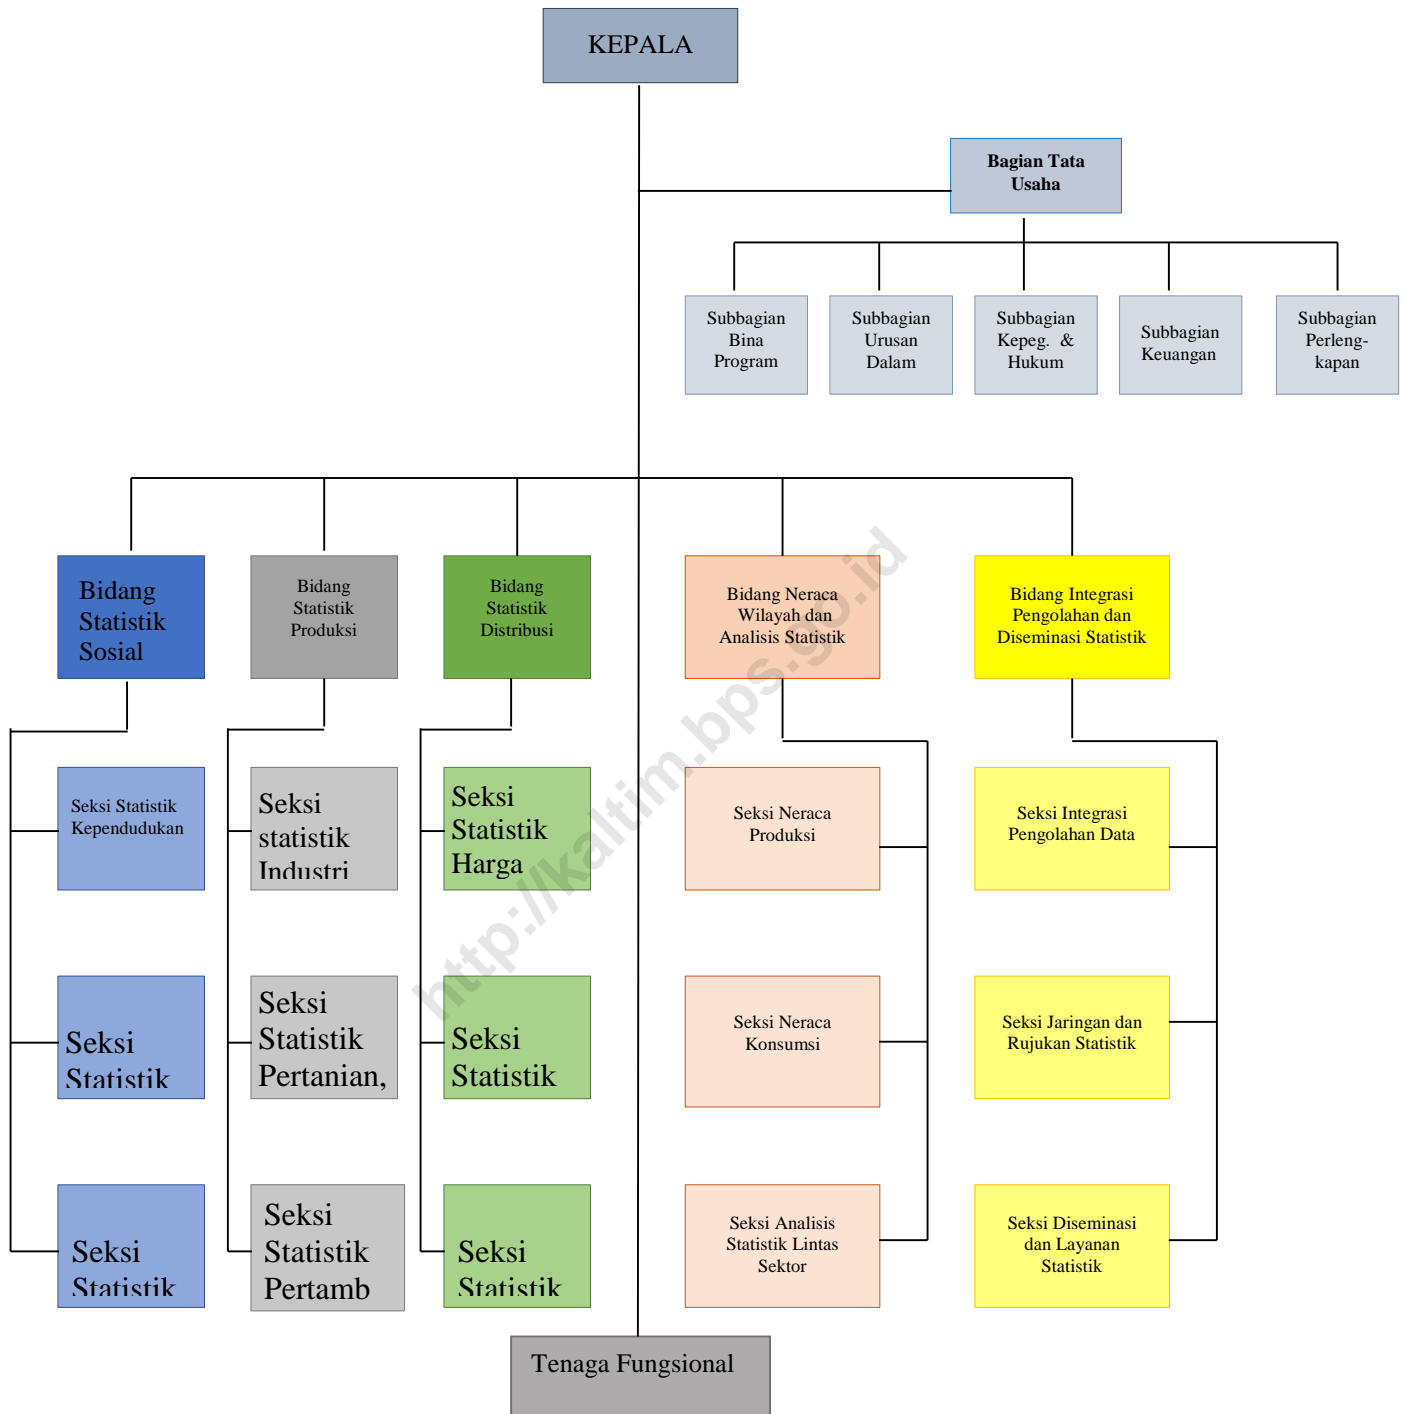 KEPALA
Bagian Tata
Usaha
Subbagian
Bina
Program
Subbagian
Urusan
Dalam
Subbagian
Kepeg. &
Hukum
Subbagian
Keuangan
Subbagian
Perleng-
kapan
Bidang
Statistik
Sosial
Bidang
Statistik
Produksi
Bidang
Statistik
Distribusi
Bidang Neraca
Wilayah dan
Analisis Statistik
Bidang Integrasi
Pengolahan dan
Diseminasi Statistik
Seksi Statistik
Kependudukan
Seksi
statistik
Industri
Seksi
Statistik
Harga
Seksi Neraca
Produksi
Seksi Integrasi
Pengolahan Data
Seksi
Statistik
Seksi
Statistik
Pertanian,
Seksi
Statistik
Seksi Neraca
Konsumsi
Seksi Jaringan dan
Rujukan Statistik
Seksi
Statistik
Seksi
Statistik
Pertamb
Seksi
Statistik
Seksi Analisis
Statistik Lintas
Sektor
Seksi Diseminasi
dan Layanan
Statistik
Tenaga Fungsional
http://kaltim.bps.go.id